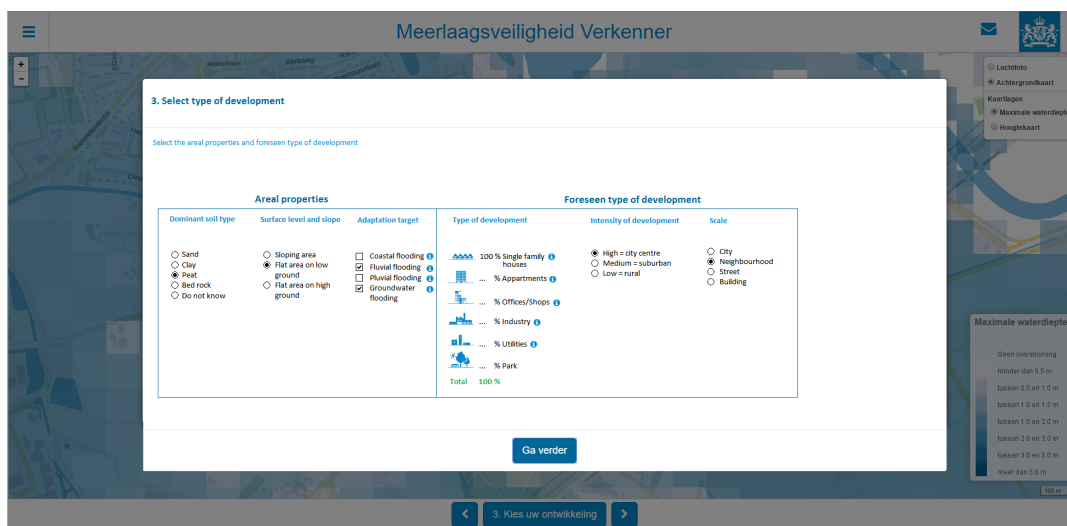 Meerlaagsveiligheid Verkenner
+
−
Amstellaan
Kerkweg
Luchtfoto
Achtergrondkaart
Kaartlagen
Maximale waterdiepte
Hoogtekaart
3. Select type of development
Select the areal properties and foreseen type of development
Areal properties
Foreseen type of development
Dominant soil type
Surface level and slope
Adaptation target
Type of development
Intensity of development
Scale
Sand
Clay
Peat
Bed rock
Do not know
Sloping area
Flat area on low
ground
Flat area on high
ground
Coastal flooding
Fluvial flooding
Pluvial flooding
Groundwater
flooding
100 % Single family
houses
... % Appartments
... % Offices/Shops
... % Industry
... % Utilities
... % Park
Total 100 %
High = city centre
Medium = suburban
Low = rural
City
Neighbourhood
Street
Building
Ga verder
Maximale waterdiepte
Geen overstroming
minder dan 0.5 m
tussen 0.5 en 1.0 m
tussen 1.0 en 1.5 m
tussen 1.5 en 2.0 m
tussen 2.0 en 3.0 m
tussen 3.0 en 5.0 m
meer dan 5.0 m
100 m
3. Kies uw ontwikkeling